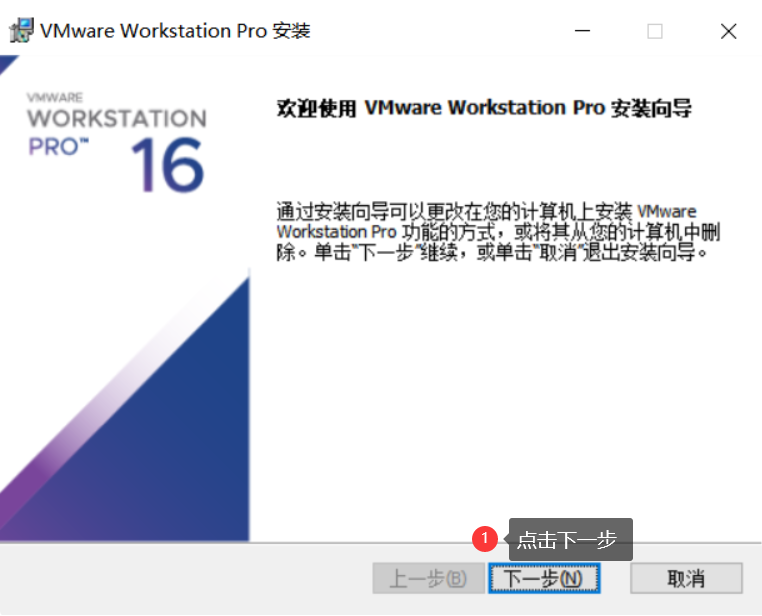 VMware Workstation Pro 安装
VMWARE
WORKSTATION
PRO™ 16
欢迎使用 VMware Workstation Pro 安装向导
通过安装向导可以更改在您的计算机上安装 VMware
Workstation Pro 功能的方式，或将其从您的计算机中删
除。单击“下一步”继续，或单击“取消”退出安装向导。
1 点击下一步
上一步(B) 下一步(N) 取消